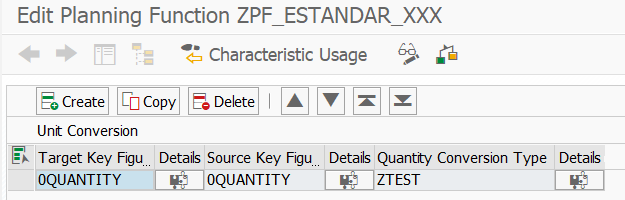 Edit Planning Function ZPF_ESTANDAR_XXX
Characteristic Usage
Create Copy Delete
Unit Conversion
Target Key Figu... Details Source Key Figu... Details Quantity Conversion Type Details
0QUANTITY 0QUANTITY ZTEST